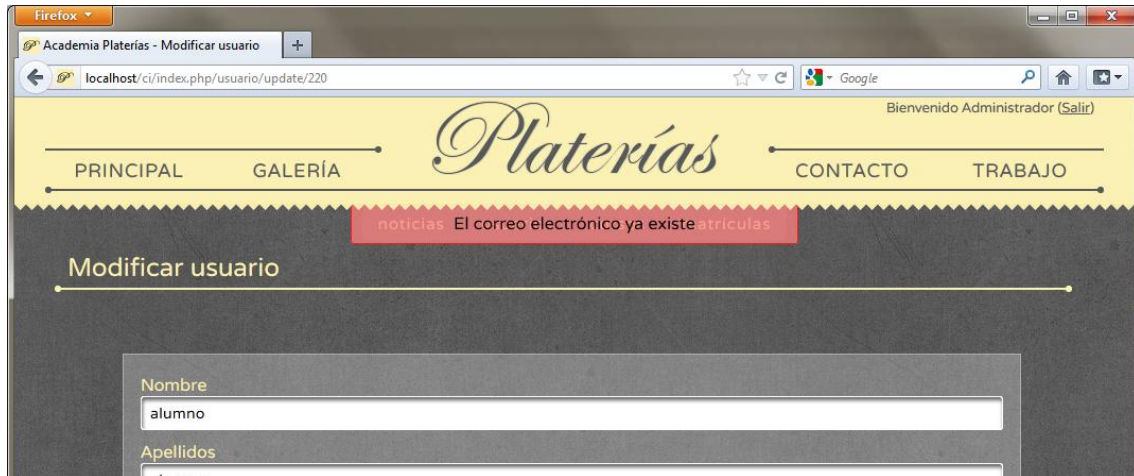 Firefox
Academia Platerías - Modificar usuario
localhost/ci/index.php/usuario/update/220
Google
Bienvenido Administrador (Salir)
PRINCIPAL GALERÍA Platerías CONTACTO TRABAJO
noticias El correo electrónico ya existe
Modificar usuario
Nombre
alumno
Apellidos